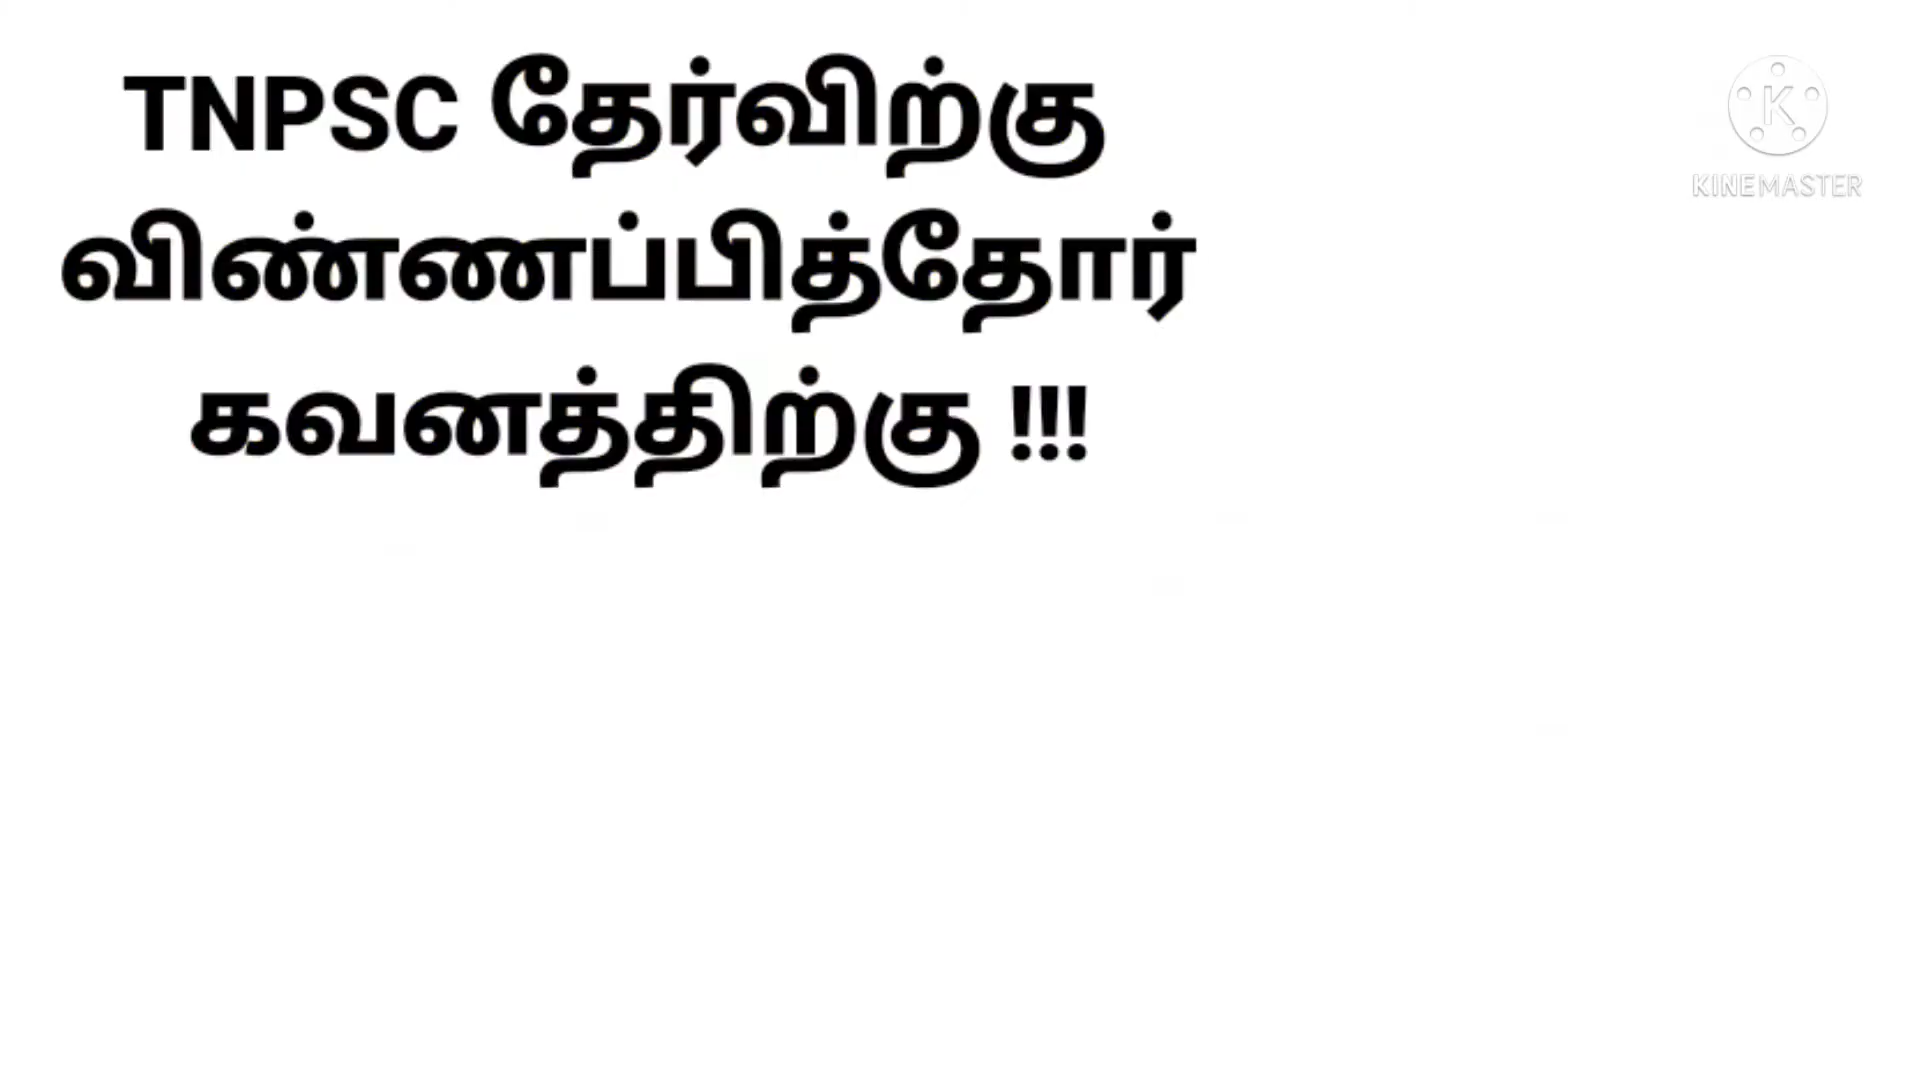 TNPSC தேர்விற்கு
விண்ணப்பித்தோர்
கவனத்திற்கு !!!
K
KINEMASTER